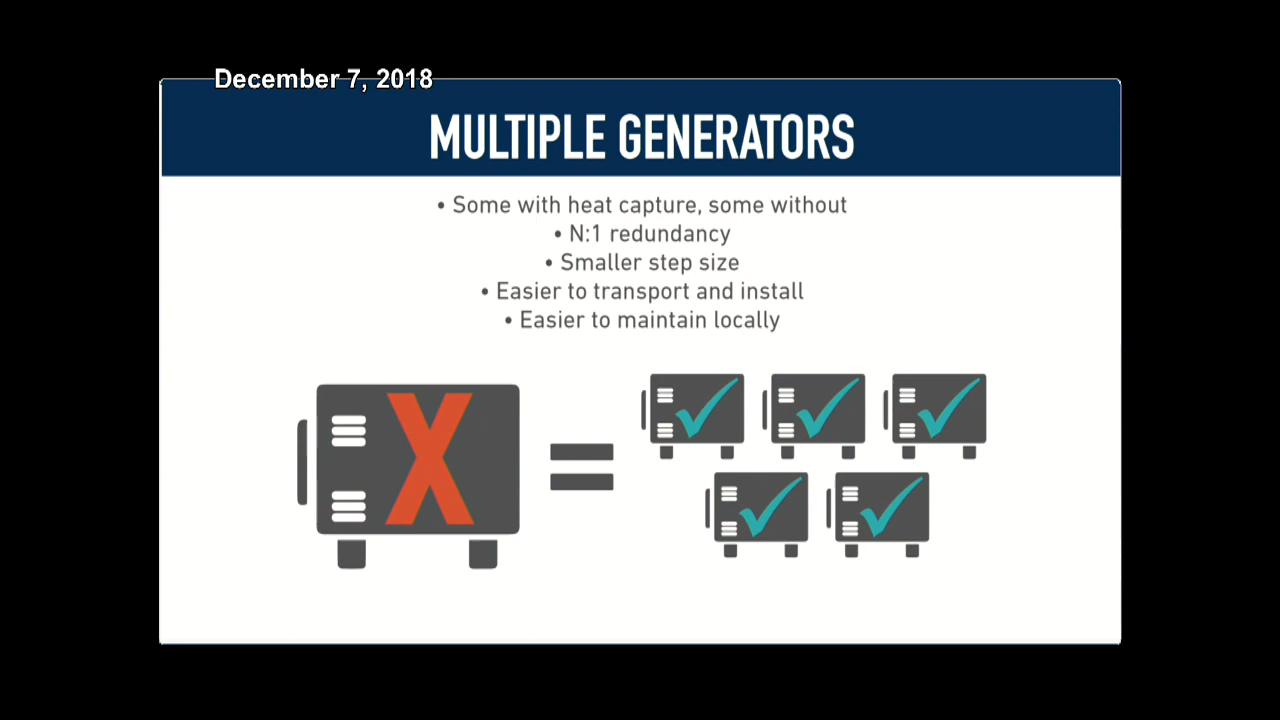 December 7, 2018
MULTIPLE GENERATORS
• Some with heat capture, some without
• N:1 redundancy
• Smaller step size
• Easier to transport and install
• Easier to maintain locally
X
=